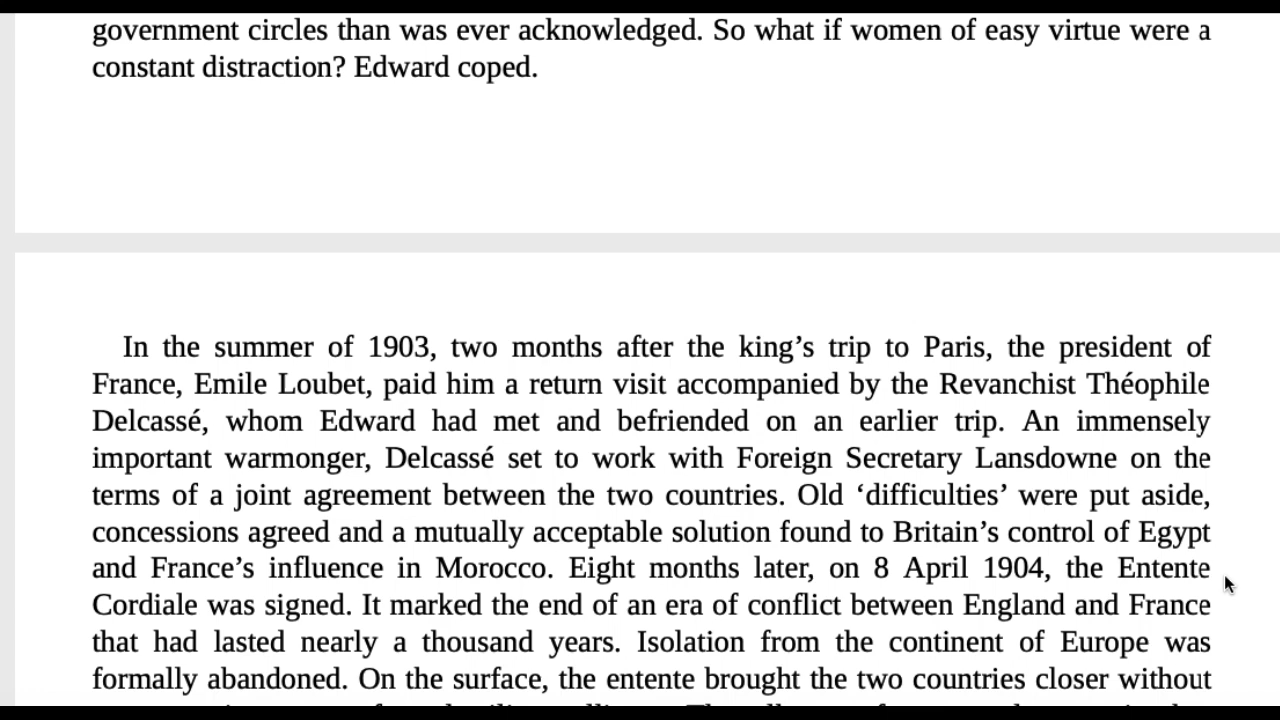 government circles than was ever acknowledged. So what if women of easy virtue were a
constant distraction? Edward coped.
In the summer of 1903, two months after the king’s trip to Paris, the president of
France, Emile Loubet, paid him a return visit accompanied by the Revanchist Théophile
Delcassé, whom Edward had met and befriended on an earlier trip. An immensely
important warmonger, Delcassé set to work with Foreign Secretary Lansdowne on the
terms of a joint agreement between the two countries. Old ‘difficulties’ were put aside,
concessions agreed and a mutually acceptable solution found to Britain’s control of Egypt
and France’s influence in Morocco. Eight months later, on 8 April 1904, the Entente
Cordiale was signed. It marked the end of an era of conflict between England and France
that had lasted nearly a thousand years. Isolation from the continent of Europe was
formally abandoned. On the surface, the entente brought the two countries closer without